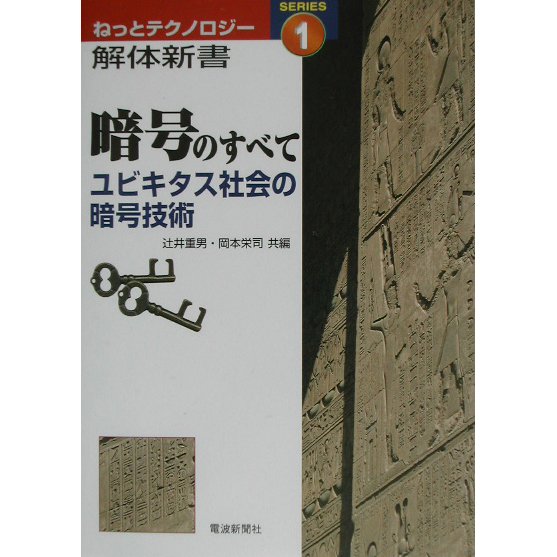 ねっとテクノロジー
SERIES
1
解体新書
暗号のすべて
ユビキタス社会の
暗号技術
辻井重男・岡本栄司 共編
電波新聞社